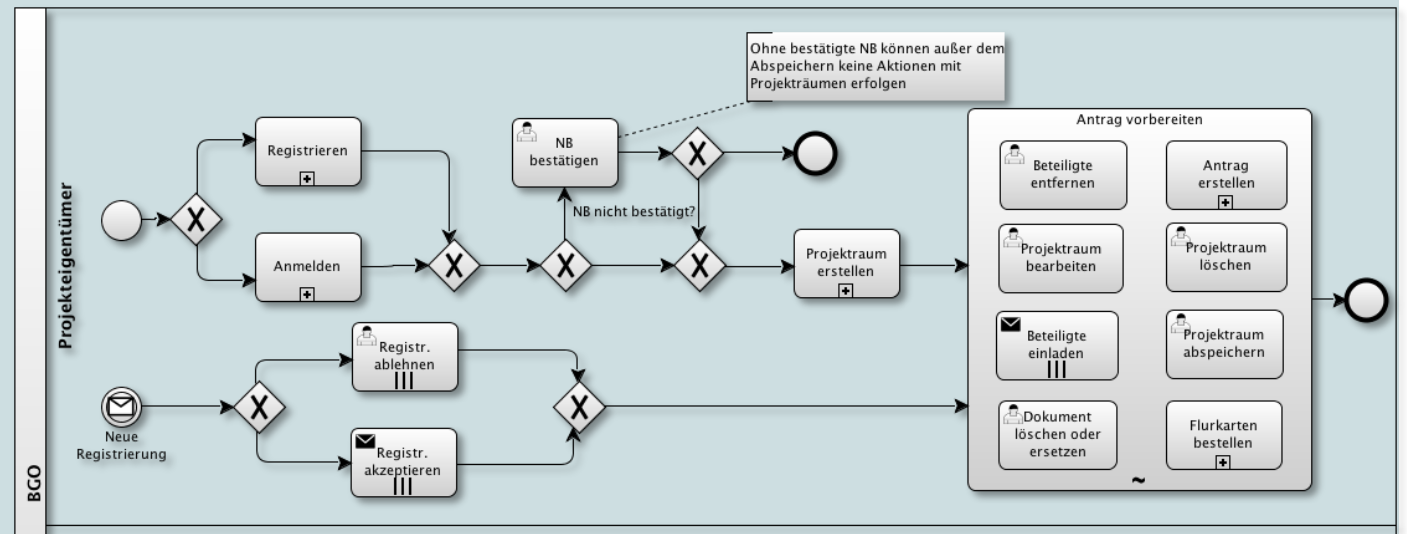 BGO
Projekteigentümer
Ohne bestätigte NB können außer dem
Abspeichern keine Aktionen mit
Projekträumen erfolgen
Registrieren
Anmelden
NB
bestätigen
NB nicht bestätigt?
Projektraum
erstellen
Neue
Registrierung
Registr.
ablehnen
Registr.
akzeptieren
Antrag vorbereiten
Beteiligte
entfernen
Antrag
erstellen
Projektraum
bearbeiten
Projektraum
löschen
Beteiligte
einladen
Projektraum
abspeichern
Dokument
löschen oder
ersetzen
Flurkarten
bestellen